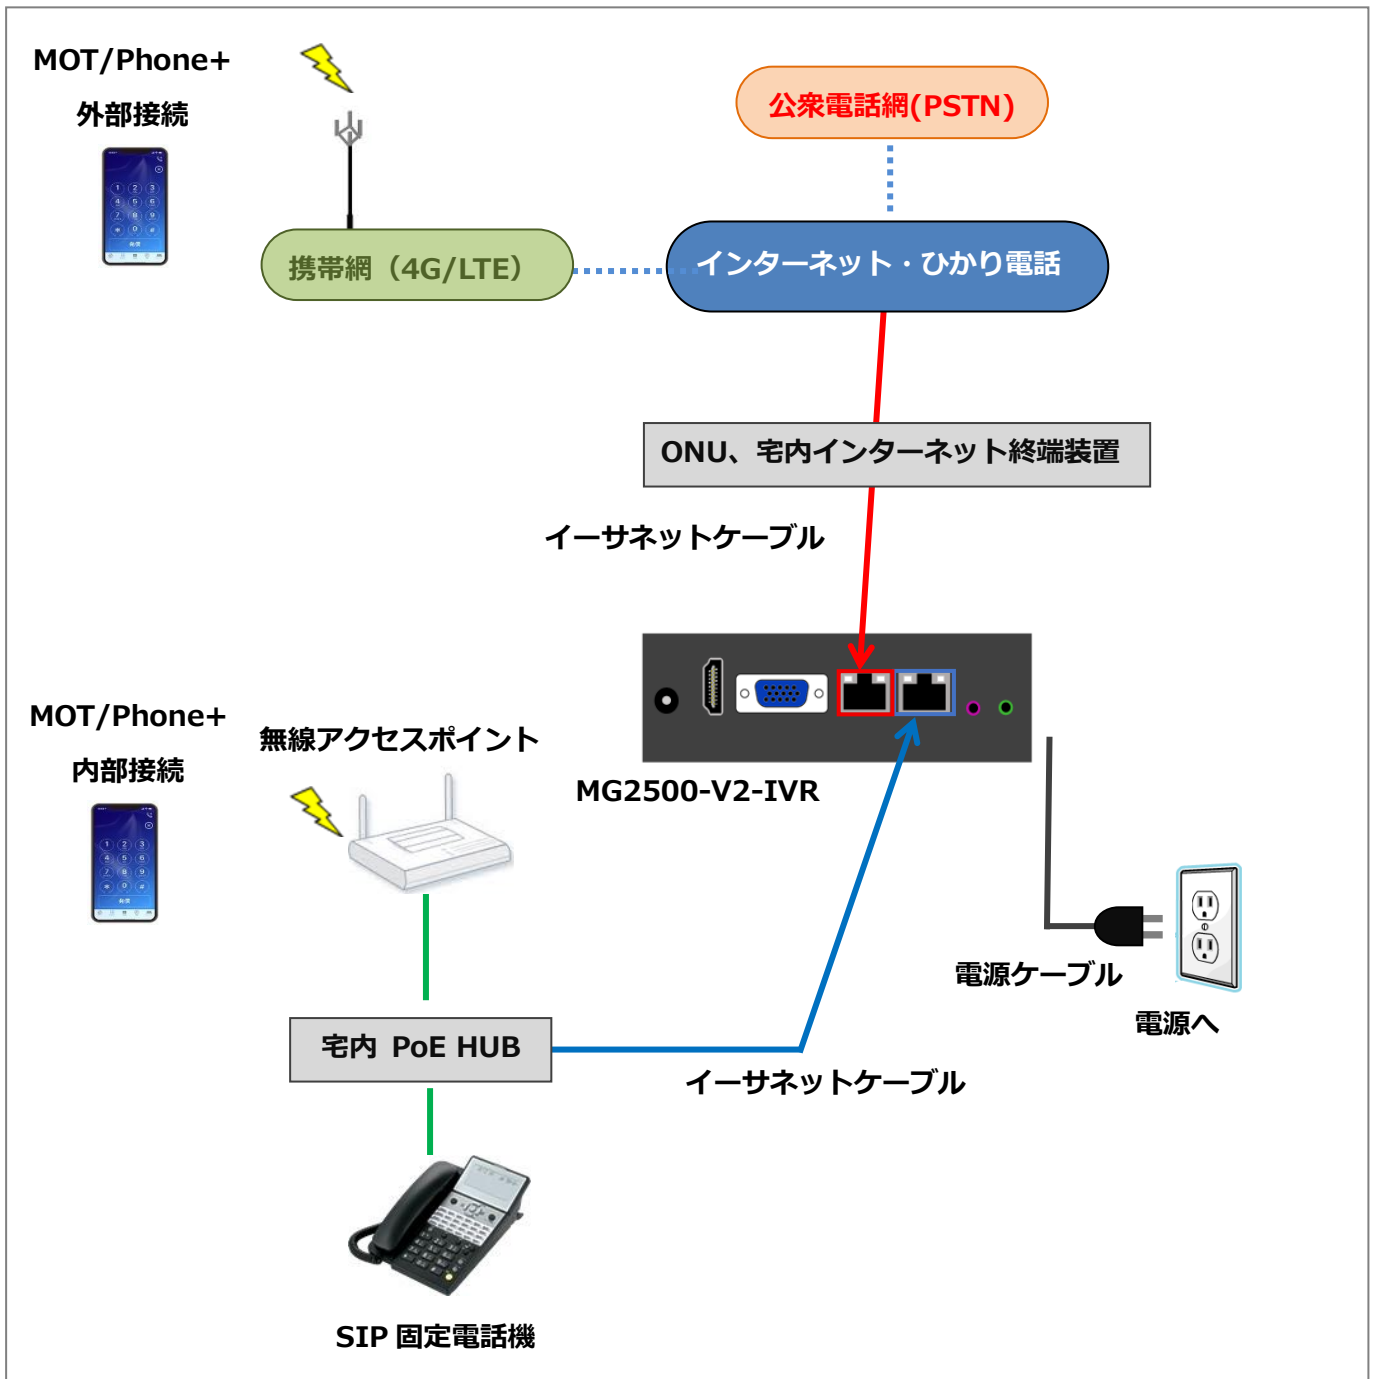 MOT/Phone+
外部接続
公衆電話網(PSTN)
携帯網（4G/LTE）
インターネット・ひかり電話
ONU、宅内インターネット終端装置
イーサネットケーブル
MOT/Phone+
内部接続
無線アクセスポイント
MG2500-V2-IVR
電源ケーブル
電源へ
宅内 PoE HUB
イーサネットケーブル
SIP 固定電話機